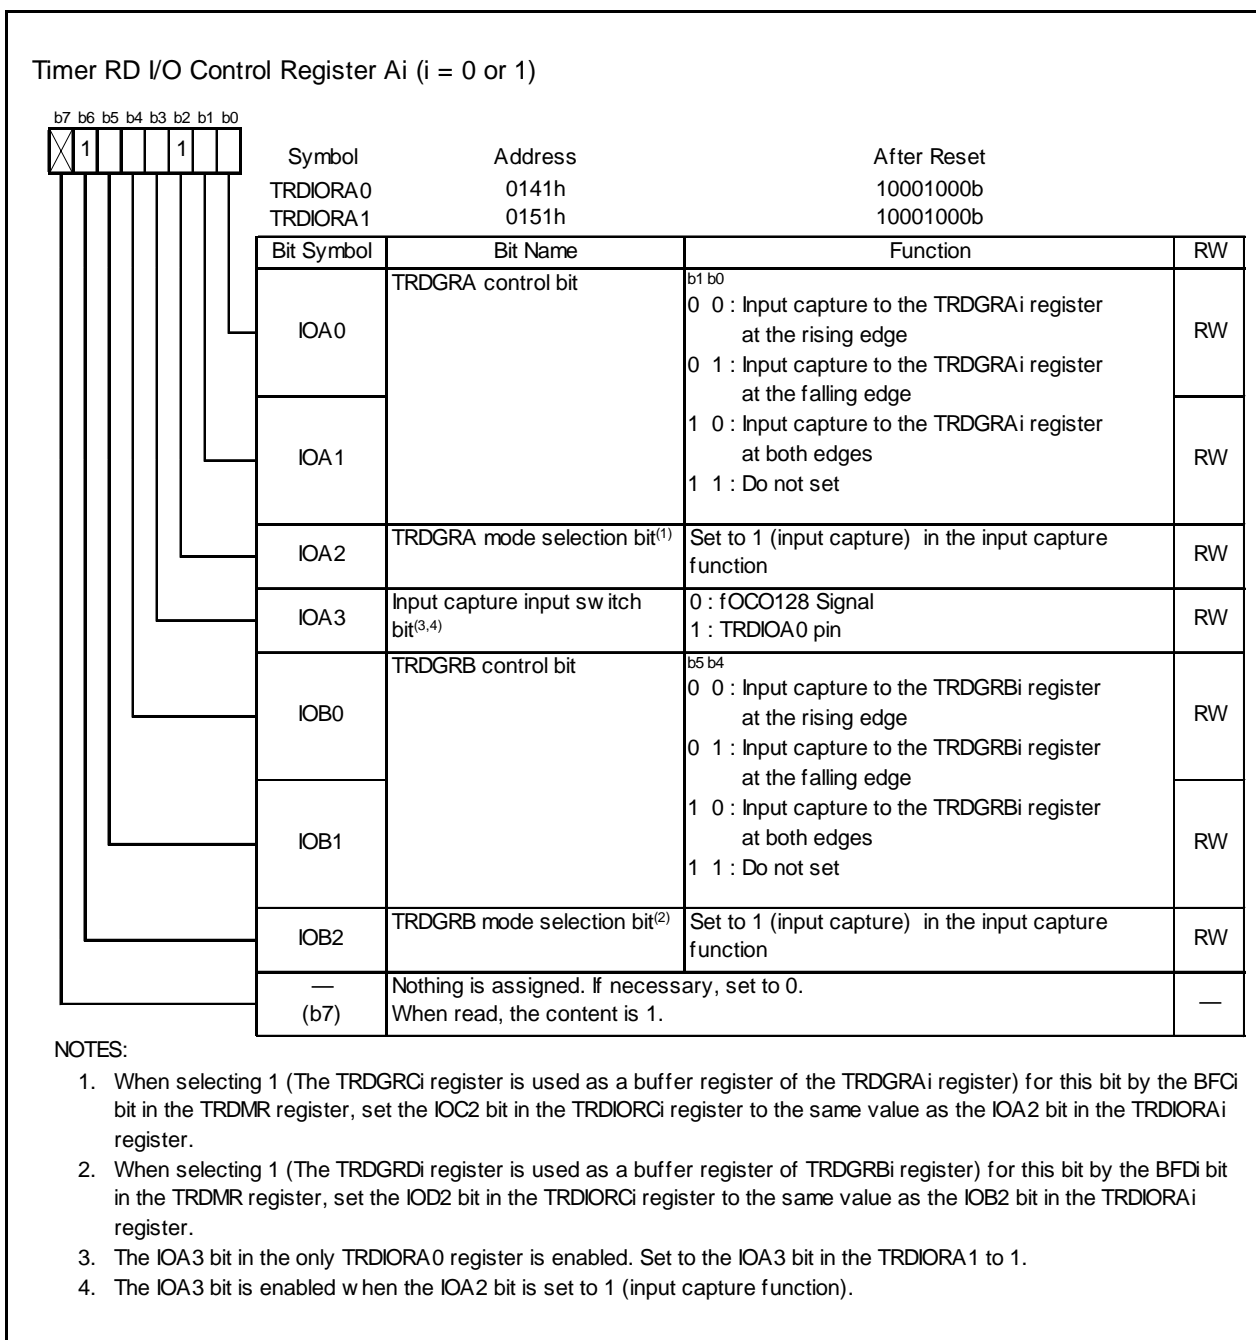 Timer RD I/O Control Register Ai (i = 0 or 1)
b7 b6 b5 b4 b3 b2 b1 b0
1 1
Symbol Address After Reset
TRDIORA0 0141h 10001000b
TRDIORA1 0151h 10001000b
Bit Symbol Bit Name Function RW
IOA0 TRDGRA control bit b1 b0
0 0 : Input capture to the TRDGRAi register
at the rising edge RW
0 1 : Input capture to the TRDGRAi register
at the falling edge
IOA1 1 0 : Input capture to the TRDGRAi register
at both edges RW
1 1 : Do not set
IOA2 TRDGRA mode selection bit(1) Set to 1 (input capture) in the input capture
function RW
IOA3 Input capture input switch
bit(3,4) 0 : fOCO128 Signal
1 : TRDIOA0 pin RW
IOB0 TRDGRB control bit b5 b4
0 0 : Input capture to the TRDGRBi register
at the rising edge RW
0 1 : Input capture to the TRDGRBi register
at the falling edge
IOB1 1 0 : Input capture to the TRDGRBi register
at both edges RW
1 1 : Do not set
IOB2 TRDGRB mode selection bit(2) Set to 1 (input capture) in the input capture
function RW
— Nothing is assigned. If necessary, set to 0. —
(b7) When read, the content is 1.
NOTES:
1. When selecting 1 (The TRDGRCi register is used as a buffer register of the TRDGRAi register) for this bit by the BFCi
bit in the TRDMR register, set the IOC2 bit in the TRDIORCi register to the same value as the IOA2 bit in the TRDIORAi
register.
2. When selecting 1 (The TRDGRDi register is used as a buffer register of TRDGRBi register) for this bit by the BFDi bit
in the TRDMR register, set the IOD2 bit in the TRDIORCi register to the same value as the IOB2 bit in the TRDIORAi
register.
3. The IOA3 bit in the only TRDIORA0 register is enabled. Set to the IOA3 bit in the TRDIORA1 to 1.
4. The IOA3 bit is enabled when the IOA2 bit is set to 1 (input capture function).